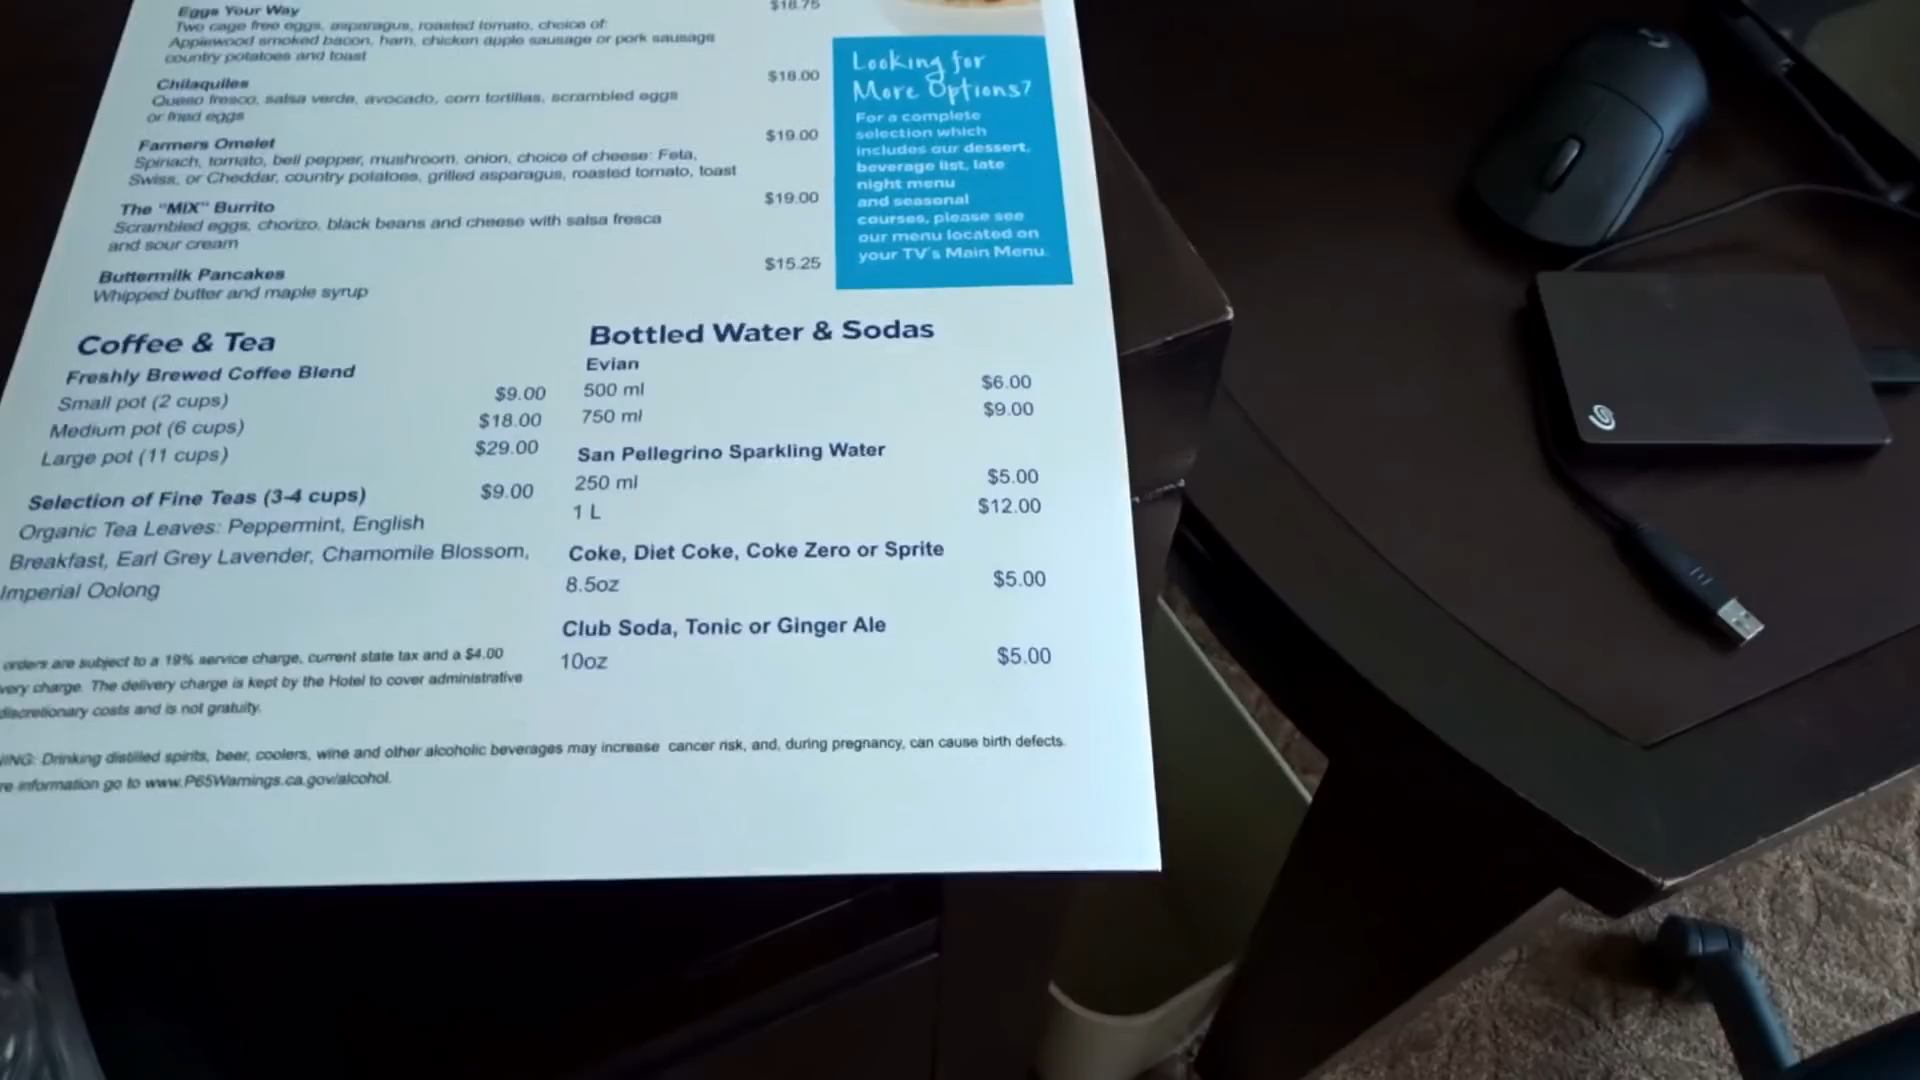 Eggs Your Way
$18.75
Two cage free eggs, asparagus, roasted tomato, choice of:
Applewood smoked bacon, ham, chicken apple sausage or pork sausage
country potatoes and toast
Chilaquiles
$18.00
Queso fresco, salsa verde, avocado, corn tortillas, scrambled eggs
or fried eggs
Farmers Omelet
$19.00
Spinach, tomato, bell pepper, mushroom, onion, choice of cheese: Feta,
Swiss, or Cheddar, country potatoes, grilled asparagus, roasted tomato, toast
The "MIX" Burrito
$19.00
Scrambled eggs, chorizo, black beans and cheese with salsa fresca
and sour cream
Buttermilk Pancakes
$15.25
Whipped butter and maple syrup
Looking for
More Options?
For a complete
selection which
includes our dessert,
beverage list, late
night menu
and seasonal
courses, please see
our menu located on
your TV's Main Menu.
Coffee & Tea
Freshly Brewed Coffee Blend
Small pot (2 cups) $9.00
Medium pot (6 cups) $18.00
Large pot (11 cups) $29.00
Selection of Fine Teas (3-4 cups) $9.00
Organic Tea Leaves: Peppermint, English
Breakfast, Earl Grey Lavender, Chamomile Blossom,
Imperial Oolong
Bottled Water & Sodas
Evian
500 ml $6.00
750 ml $9.00
San Pellegrino Sparkling Water
250 ml $5.00
1 L $12.00
Coke, Diet Coke, Coke Zero or Sprite
8.5oz $5.00
Club Soda, Tonic or Ginger Ale
10oz $5.00
orders are subject to a 19% service charge, current state tax and a $4.00
very charge. The delivery charge is kept by the Hotel to cover administrative
discretionary costs and is not gratuity.
NING: Drinking distilled spirits, beer, coolers, wine and other alcoholic beverages may increase cancer risk, and, during pregnancy, can cause birth defects.
re information go to www.P65Warnings.ca.gov/alcohol.